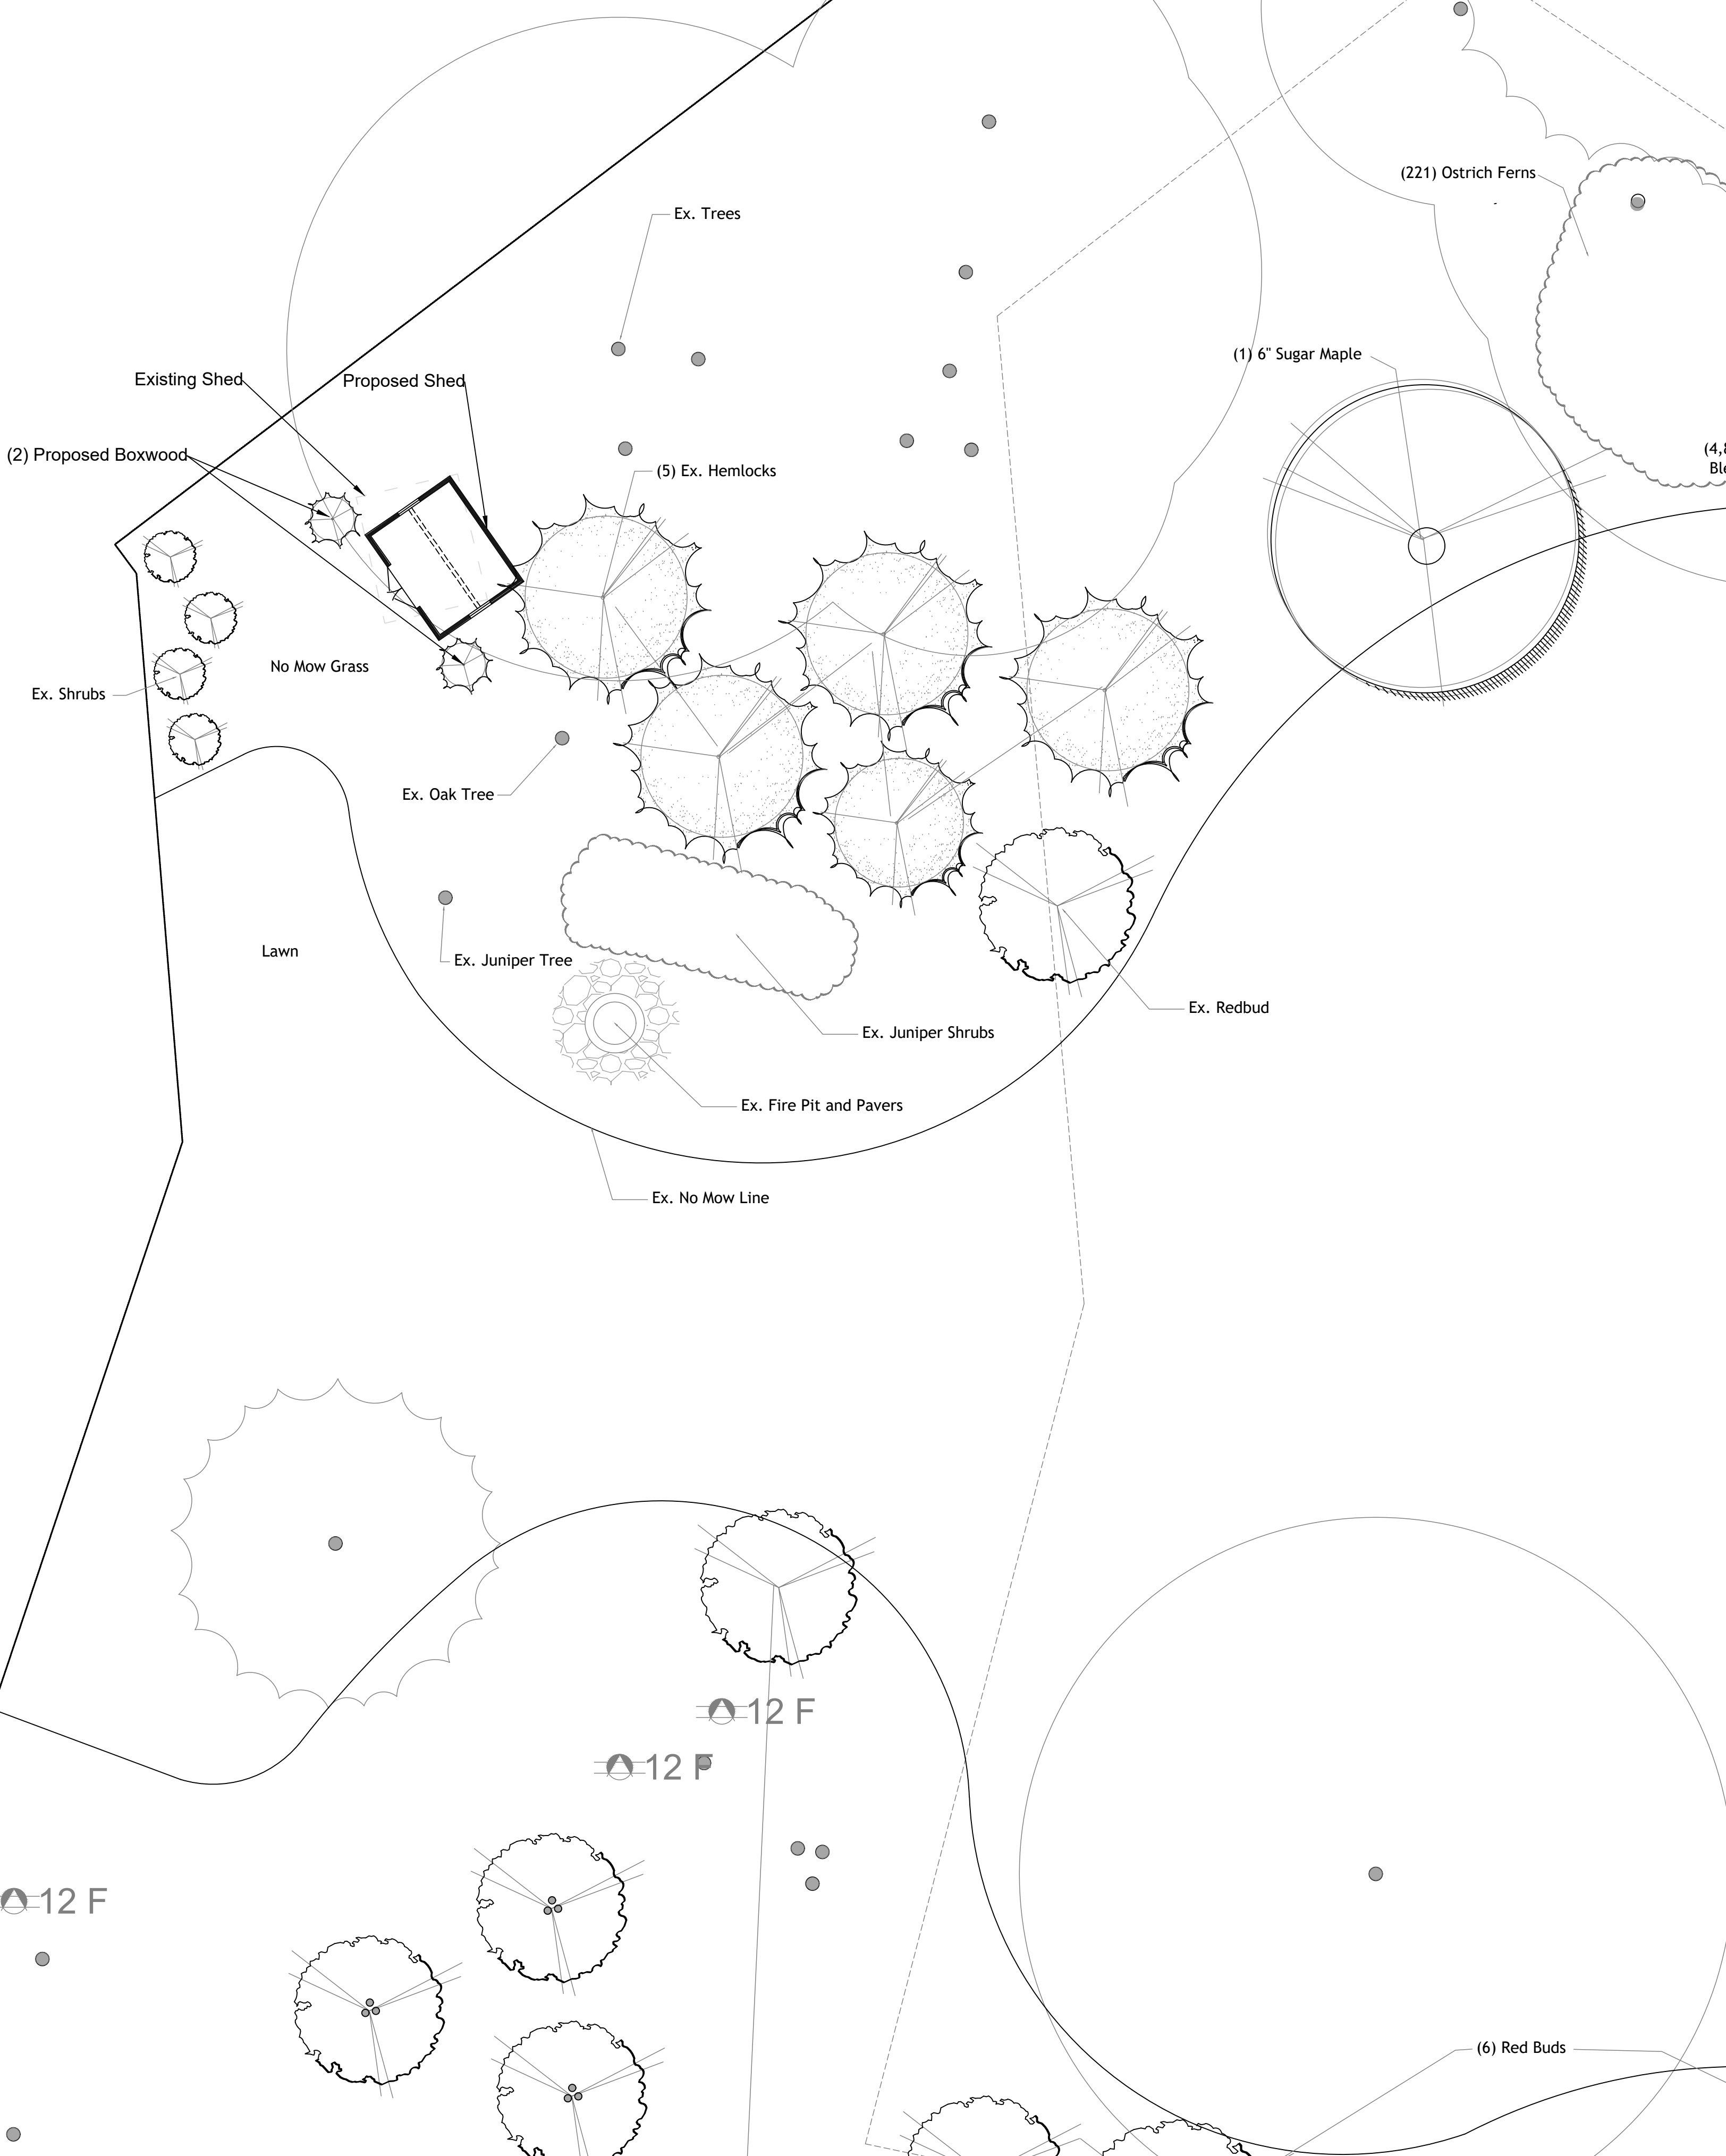 Ex. Trees
(221) Ostrich Ferns
(1) 6" Sugar Maple
Existing Shed
Proposed Shed
(2) Proposed Boxwood
(5) Ex. Hemlocks
(4,8
Ble
No Mow Grass
Ex. Shrubs
Ex. Oak Tree
Lawn
Ex. Juniper Tree
Ex. Redbud
Ex. Juniper Shrubs
Ex. Fire Pit and Pavers
Ex. No Mow Line
12 F
12 F
12 F
(6) Red Buds